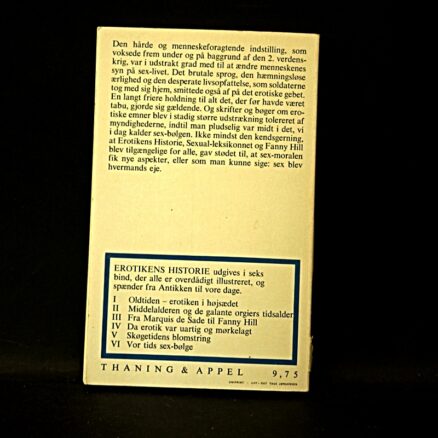 Den hårde og menneskeforagtende indstilling, som
voksede frem under og på baggrund af den 2. verdens-
krig, var i udstrakt grad med til at ændre menneskenes
syn på sex-livet. Det brutale sprog, den hæmningsløse
ærlighed og den desperate livsopfattelse, som soldaterne
tog med sig hjem, smittede også af på det erotiske gebet.
En langt friere holdning til alt det, der før havde været
tabu, gjorde sig gældende. Og skrifter og bøger om ero-
tiske emner blev i stadig større udstrækning tolereret af
myndighederne, indtil man pludselig var midt i det, vi
i dag kalder sex-bølgen. Ikke mindst den kendsgerning,
at Erotikens Historie, Sexual-leksikonnet og Fanny Hill
blev tilgængelige for alle, gav stødet til, at sex-moralen
fik nye aspekter, eller som man kunne sige: sex blev
hvermands eje.
EROTIKENS HISTORIE udgives i seks
bind, der alle er overdådigt illustreret, og
spænder fra Antikken til vore dage.
I Oldtiden – erotiken i højsædet
II Middelalderen og de galante orgiers tidsalder
III Fra Marquis de Sade til Fanny Hill
IV Da erotik var uartig og mørkelagt
V Skøgetidens blomstring
VI Vor tids sex-bølge
THANING & APPEL 9,75